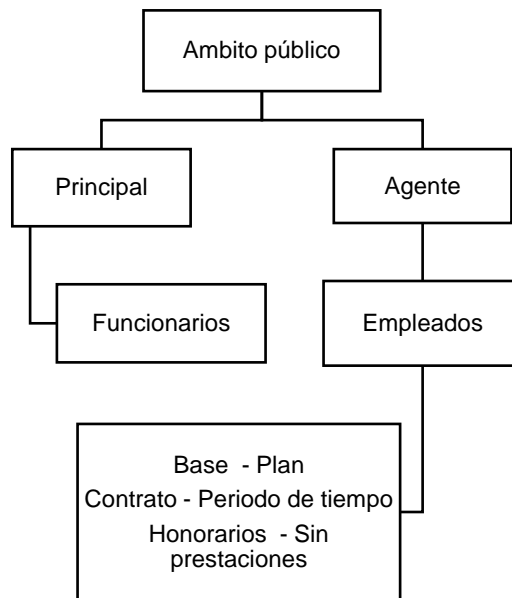 Ambito público
Principal
Agente
Funcionarios
Empleados
Base - Plan
Contrato - Periodo de tiempo
Honorarios - Sin
prestaciones